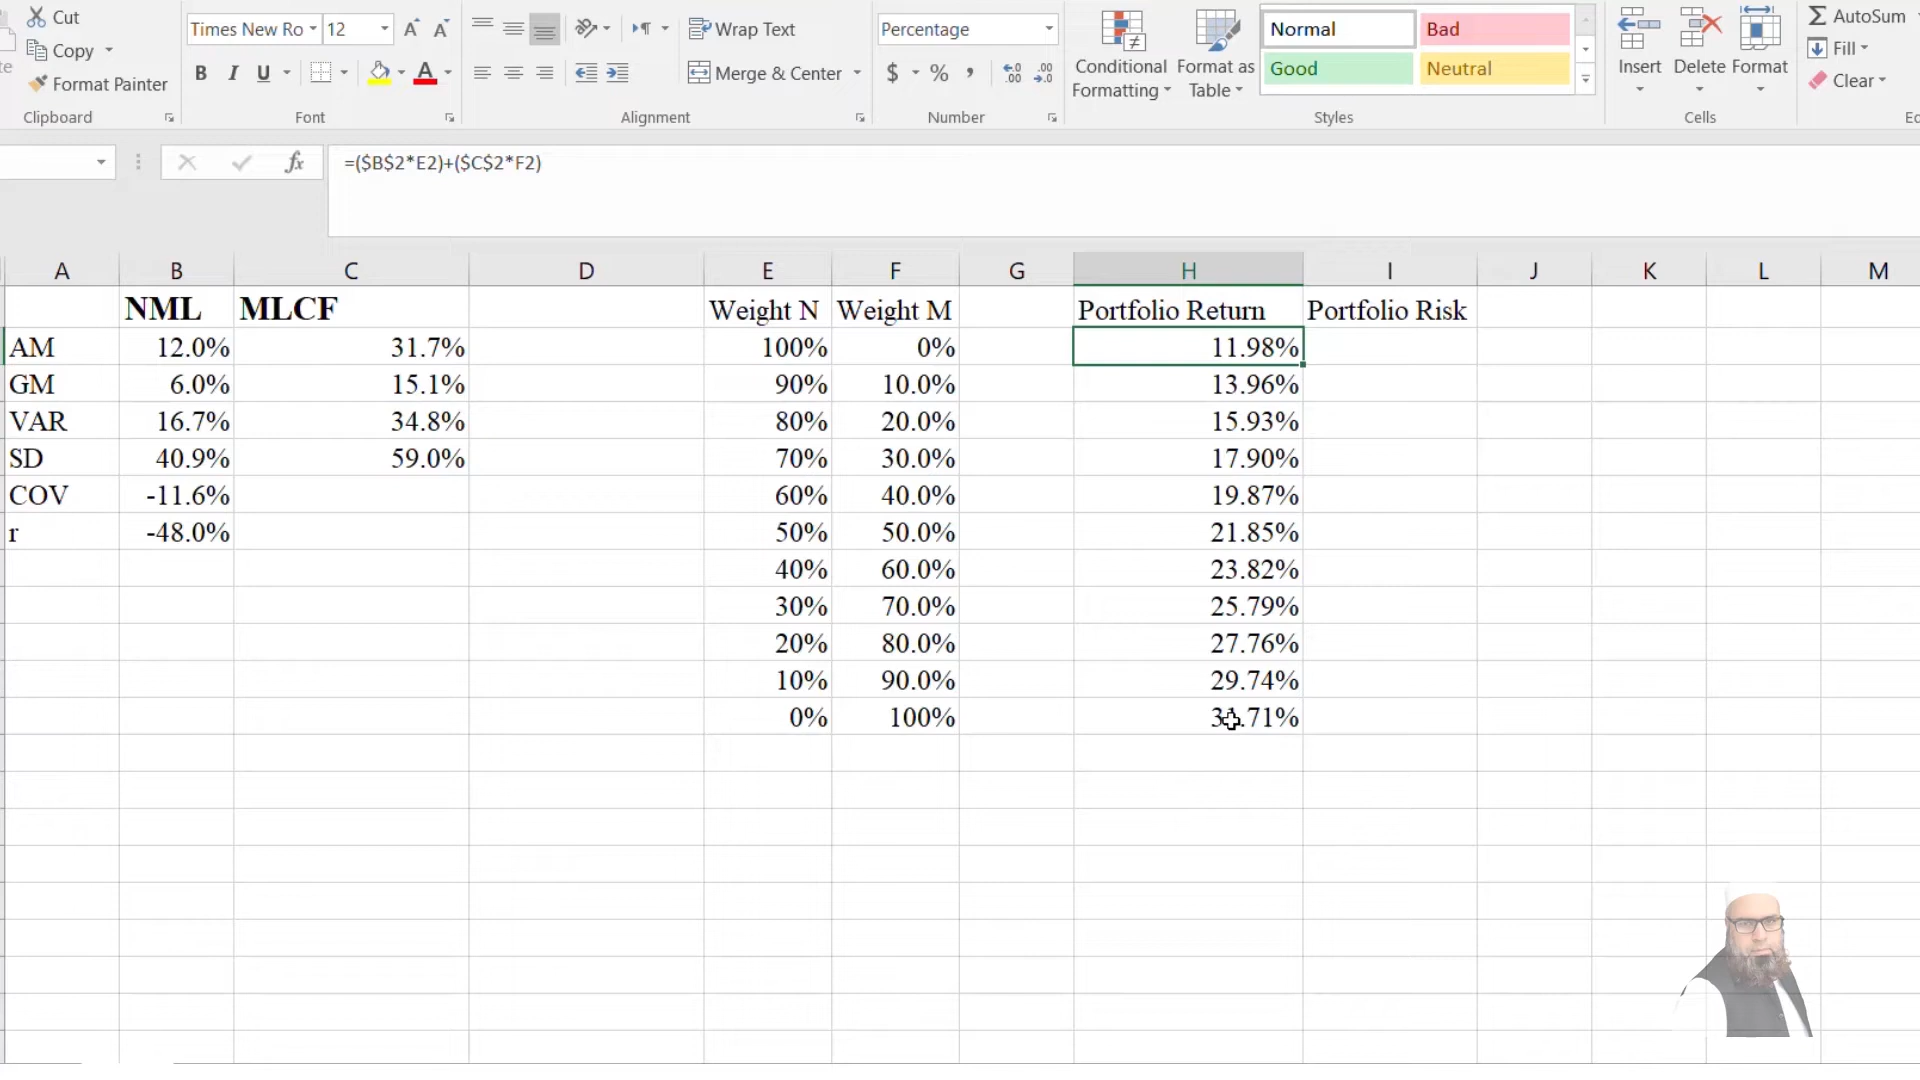 Cut
Copy
Format Painter
Clipboard
Times New Ro 12 A A
B I U A
Font
Wrap Text
Merge & Center
Alignment
Percentage
$ % , .00 .0
Number
Conditional Formatting
Format as Table
Normal Bad
Good Neutral
Styles
Insert Delete Format
Cells
AutoSum
Fill
Clear
fx =($B$2*E2)+($C$2*F2)
A B C D E F G H I J K L M
NML MLCF Weight N Weight M Portfolio Return Portfolio Risk
AM 12.0% 31.7% 100% 0% 11.98%
GM 6.0% 15.1% 90% 10.0% 13.96%
VAR 16.7% 34.8% 80% 20.0% 15.93%
SD 40.9% 59.0% 70% 30.0% 17.90%
COV -11.6% 60% 40.0% 19.87%
r -48.0% 50% 50.0% 21.85%
40% 60.0% 23.82%
30% 70.0% 25.79%
20% 80.0% 27.76%
10% 90.0% 29.74%
0% 100% 31.71%